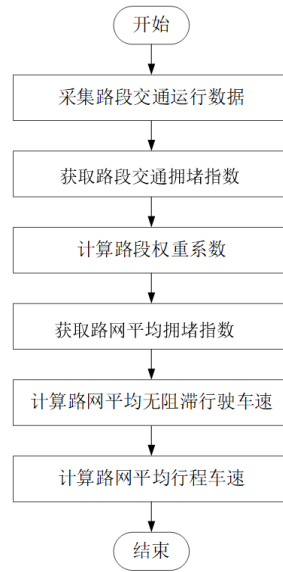 开始
采集路段交通运行数据
获取路段交通拥堵指数
计算路段权重系数
获取路网平均拥堵指数
计算路网平均无阻滞行驶车速
计算路网平均行程车速
结束